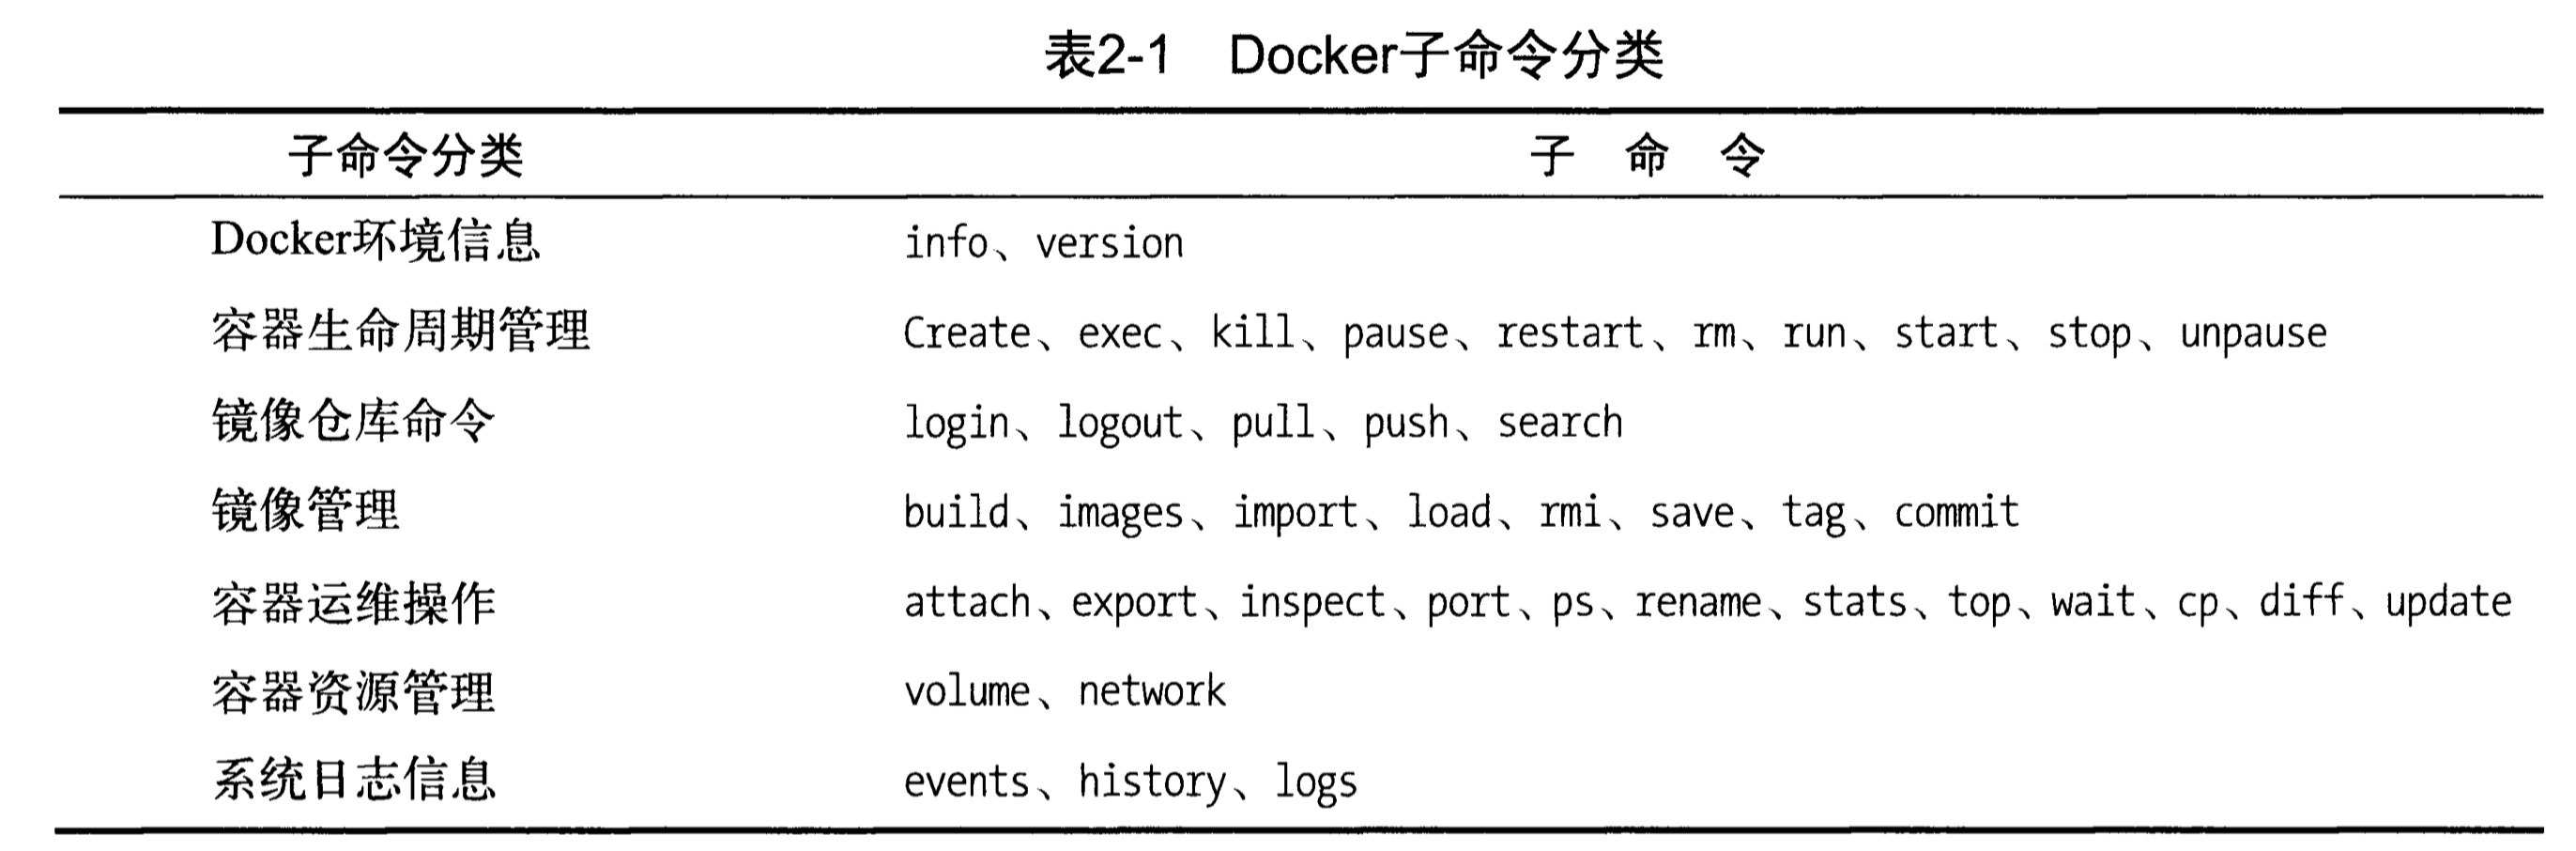 表2-1 Docker子命令分类
子命令分类 子 命 令
Docker环境信息 info、version
容器生命周期管理 Create、exec、kill、pause、restart、rm、run、start、stop、unpause
镜像仓库命令 login、logout、pull、push、search
镜像管理 build、images、import、load、rmi、save、tag、commit
容器运维操作 attach、export、inspect、port、ps、rename、stats、top、wait、cp、diff、update
容器资源管理 volume、network
系统日志信息 events、history、logs